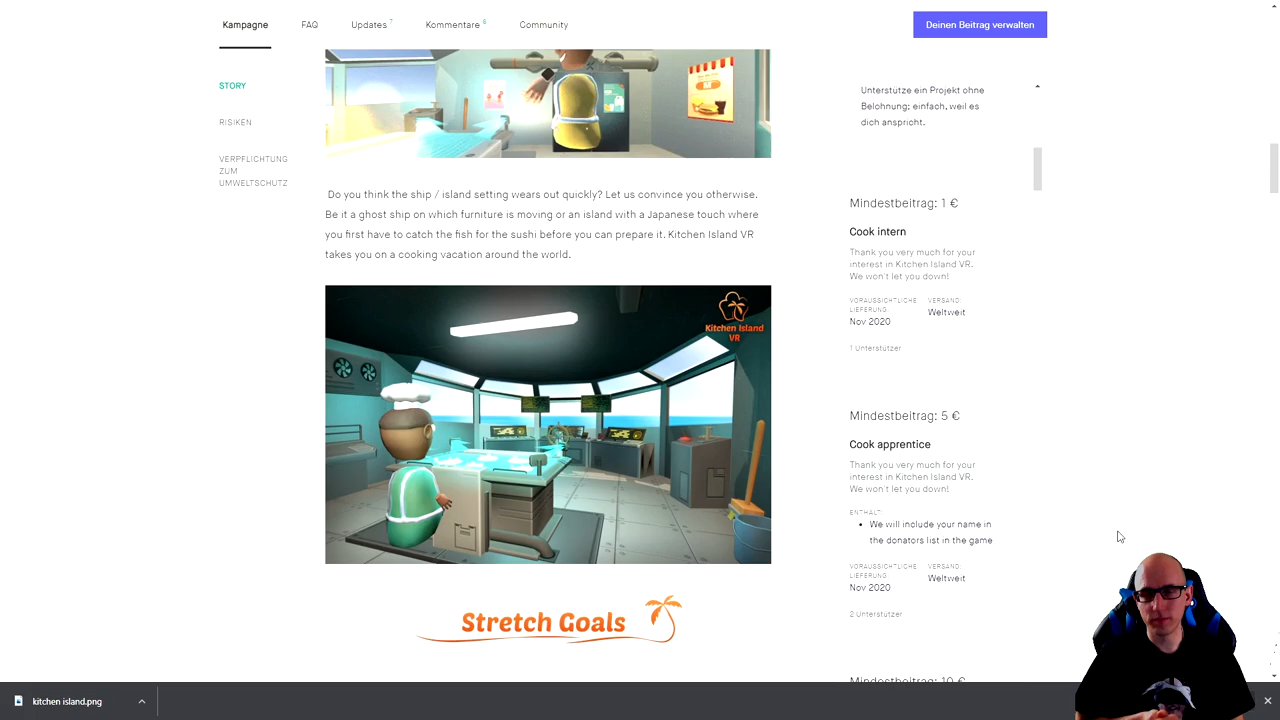 Kampagne
FAQ
Updates 7
Kommentare 6
Community
Deinen Beitrag verwalten
STORY
RISIKEN
VERPFLICHTUNG
ZUM
UMWELTSCHUTZ
Do you think the ship / island setting wears out quickly? Let us convince you otherwise.
Be it a ghost ship on which furniture is moving or an island with a Japanese touch where
you first have to catch the fish for the sushi before you can prepare it. Kitchen Island VR
takes you on a cooking vacation around the world.
Kitchen Island
VR
Stretch Goals
Unterstütze ein Projekt ohne
Belohnung; einfach, weil es
dich anspricht.
Mindestbeitrag: 1 €
Cook intern
Thank you very much for your
interest in Kitchen Island VR.
We won't let you down!
VORAUSSICHTLICHE
LIEFERUNG:
Nov 2020
VERSAND:
Weltweit
1 Unterstützer
Mindestbeitrag: 5 €
Cook apprentice
Thank you very much for your
interest in Kitchen Island VR.
We won't let you down!
ENTHÄLT:
• We will include your name in
the donators list in the game
VORAUSSICHTLICHE
LIEFERUNG:
Nov 2020
VERSAND:
Weltweit
2 Unterstützer
Mindestbeitrag: 10 €
kitchen island.png